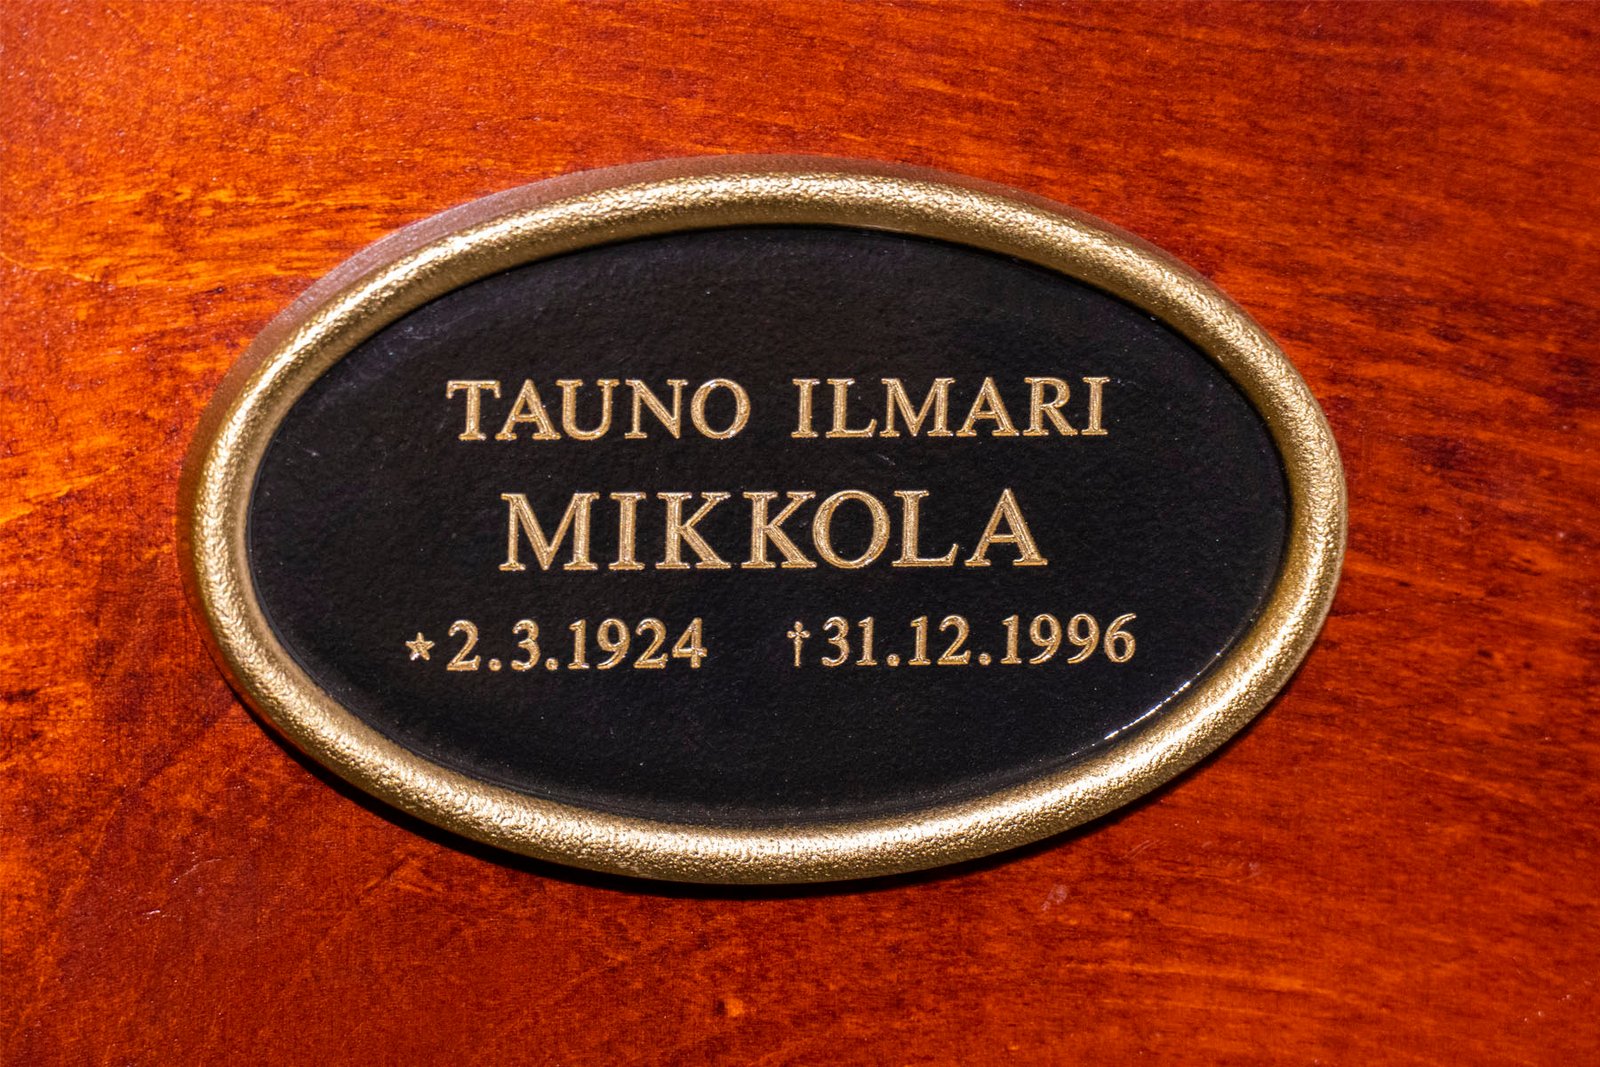 TAUNO ILMARI
MIKKOLA
★2.3.1924 †31.12.1996